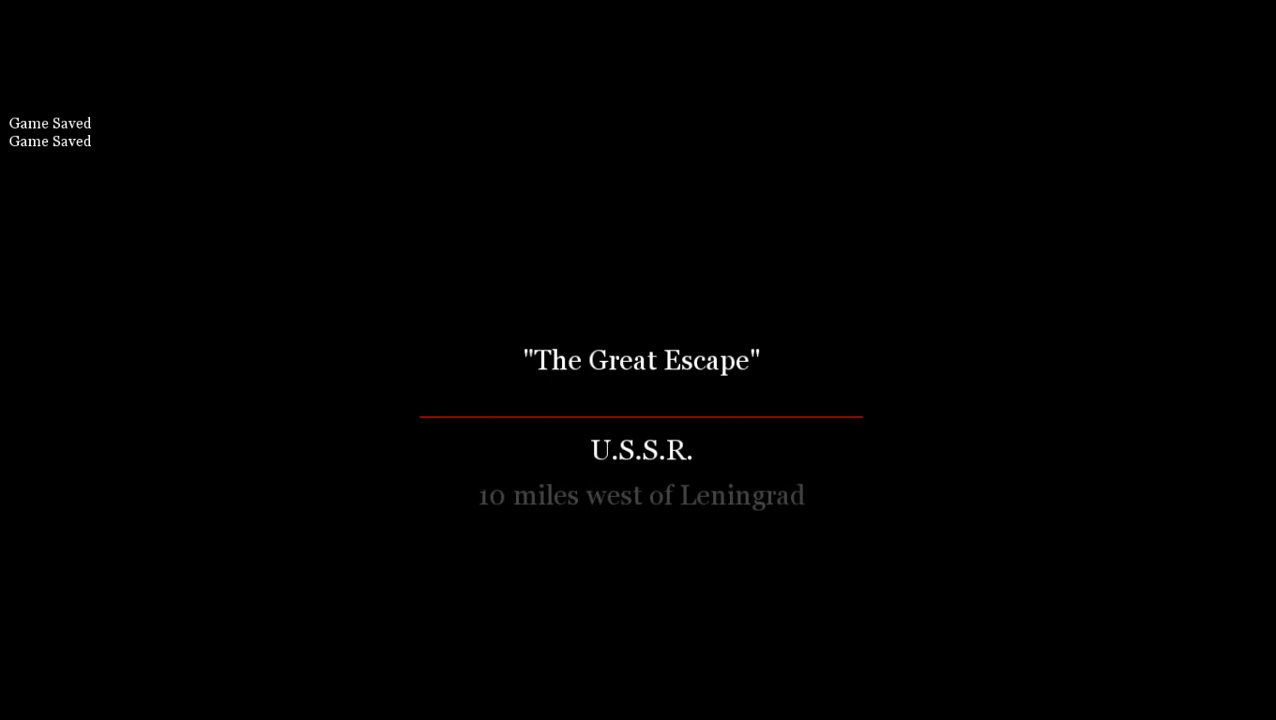 Game Saved
Game Saved
"The Great Escape"
U.S.S.R.
10 miles west of Leningrad